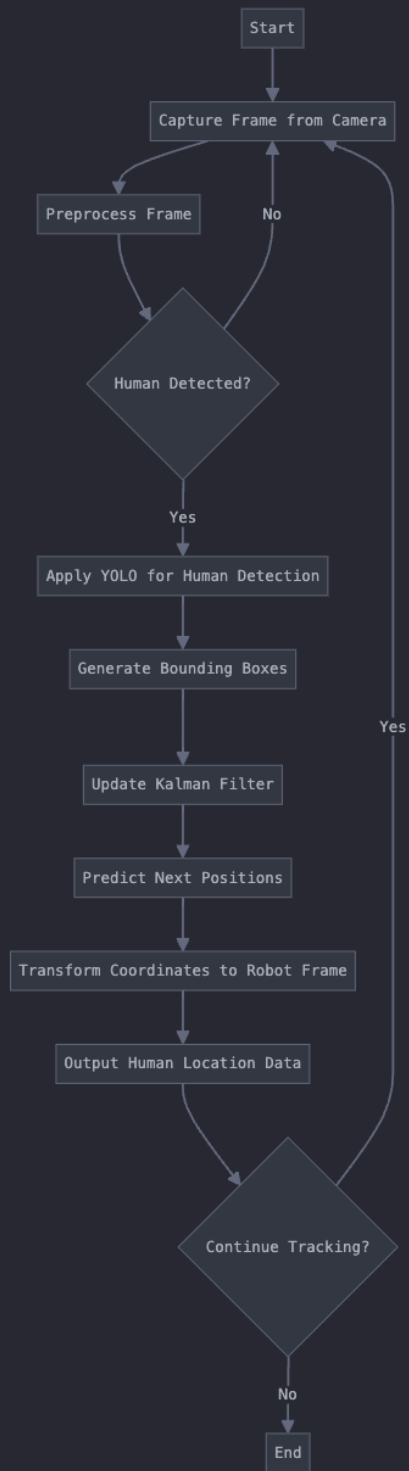 Start
Capture Frame from Camera
Preprocess Frame
No
Human Detected?
Yes
Apply YOLO for Human Detection
Generate Bounding Boxes
Yes
Update Kalman Filter
Predict Next Positions
Transform Coordinates to Robot Frame
Output Human Location Data
Continue Tracking?
No
End